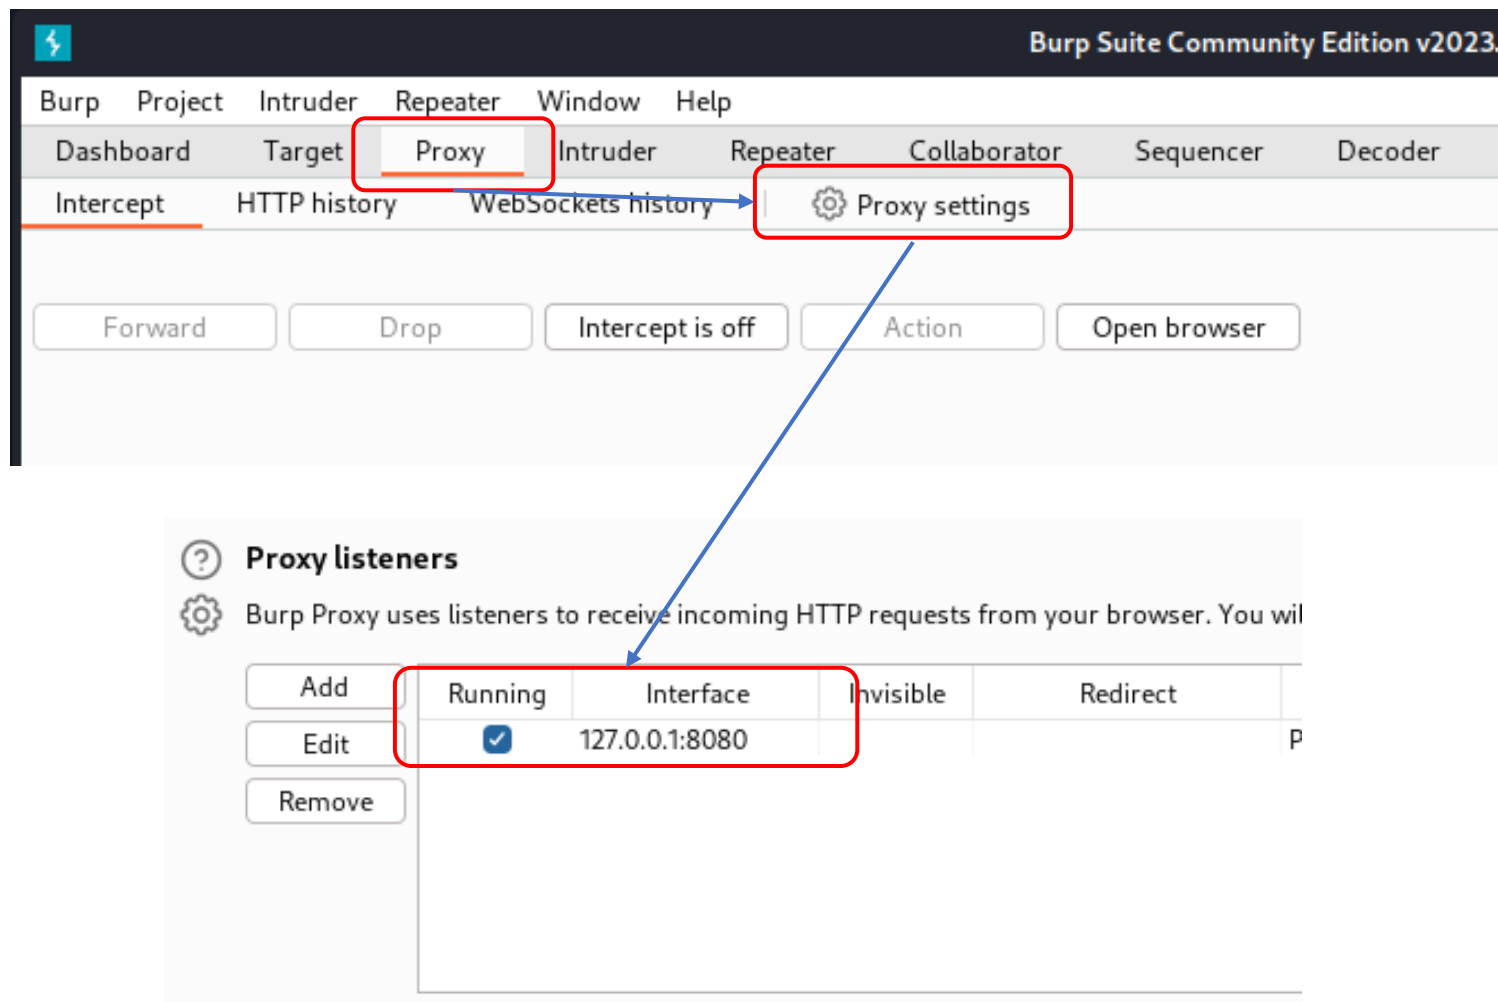 Burp Suite Community Edition v2023.
Burp Project Intruder Repeater Window Help
Dashboard Target Proxy Intruder Repeater Collaborator Sequencer Decoder
Intercept HTTP history WebSockets history Proxy settings
Forward Drop Intercept is off Action Open browser
Proxy listeners
Burp Proxy uses listeners to receive incoming HTTP requests from your browser. You wil
Add Running Interface Invisible Redirect
Edit 127.0.0.1:8080 P
Remove